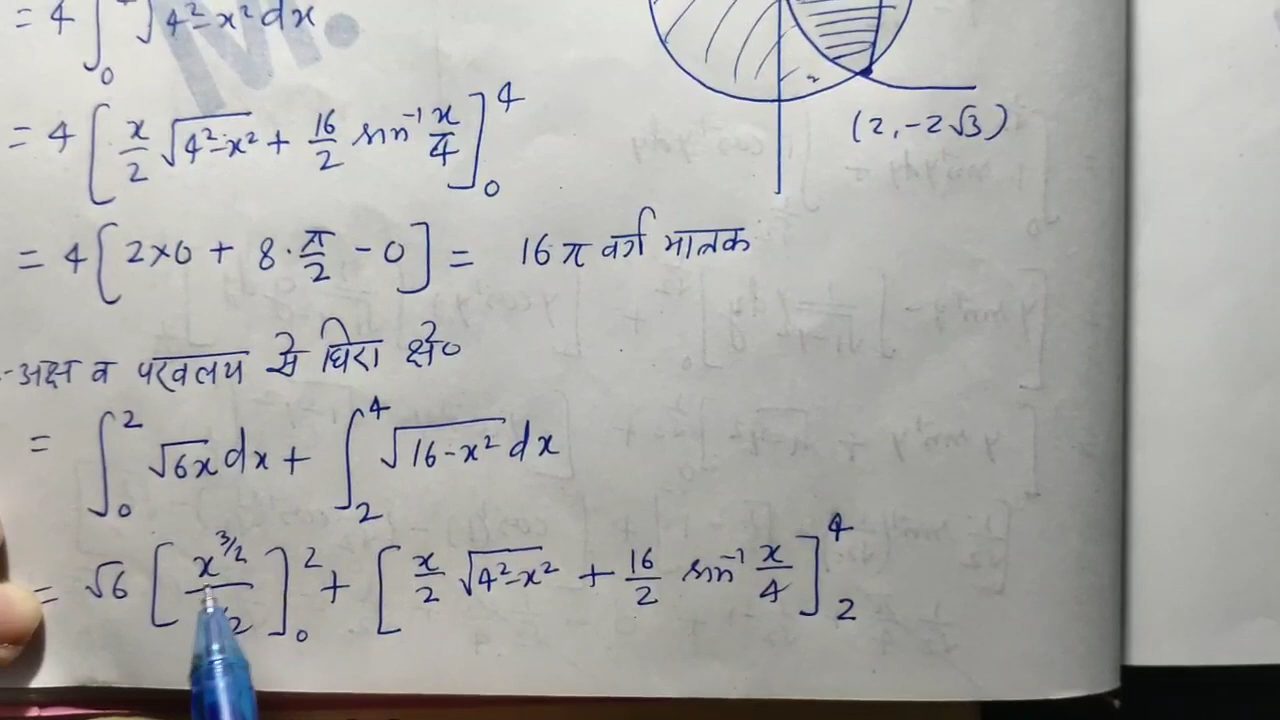 = 4 ∫₀ √4²-x² dx
= 4 [ x/2 √4²-x² + 16/2 sin⁻¹ x/4 ]₀⁴
(2, -2√3)
= 4 [ 2×0 + 8·π/2 - 0 ] = 16π वर्ग मात्रक
-अक्ष व परवलय से घिरा क्षे०
= ∫₀² √6x dx + ∫₂⁴ √16-x² dx
= √6 [ x^3/2 / /2 ]₀² + [ x/2 √4²-x² + 16/2 sin⁻¹ x/4 ]₂⁴